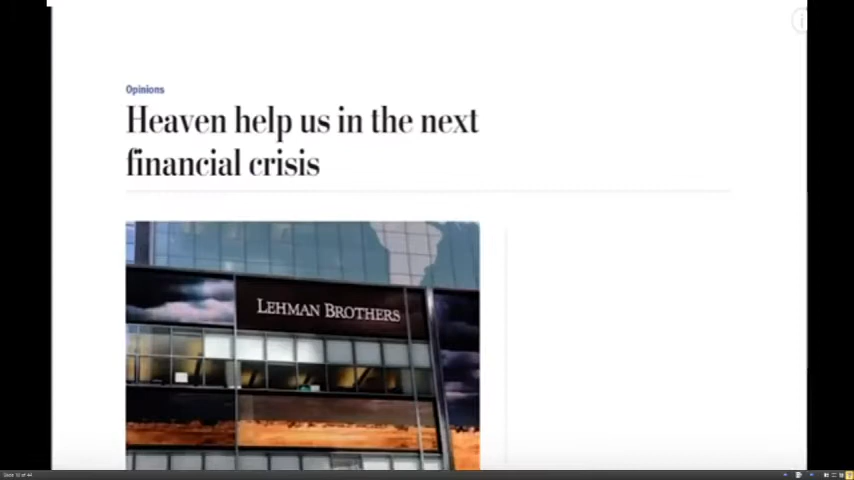 Opinions
Heaven help us in the next
financial crisis
LEHMAN BROTHERS